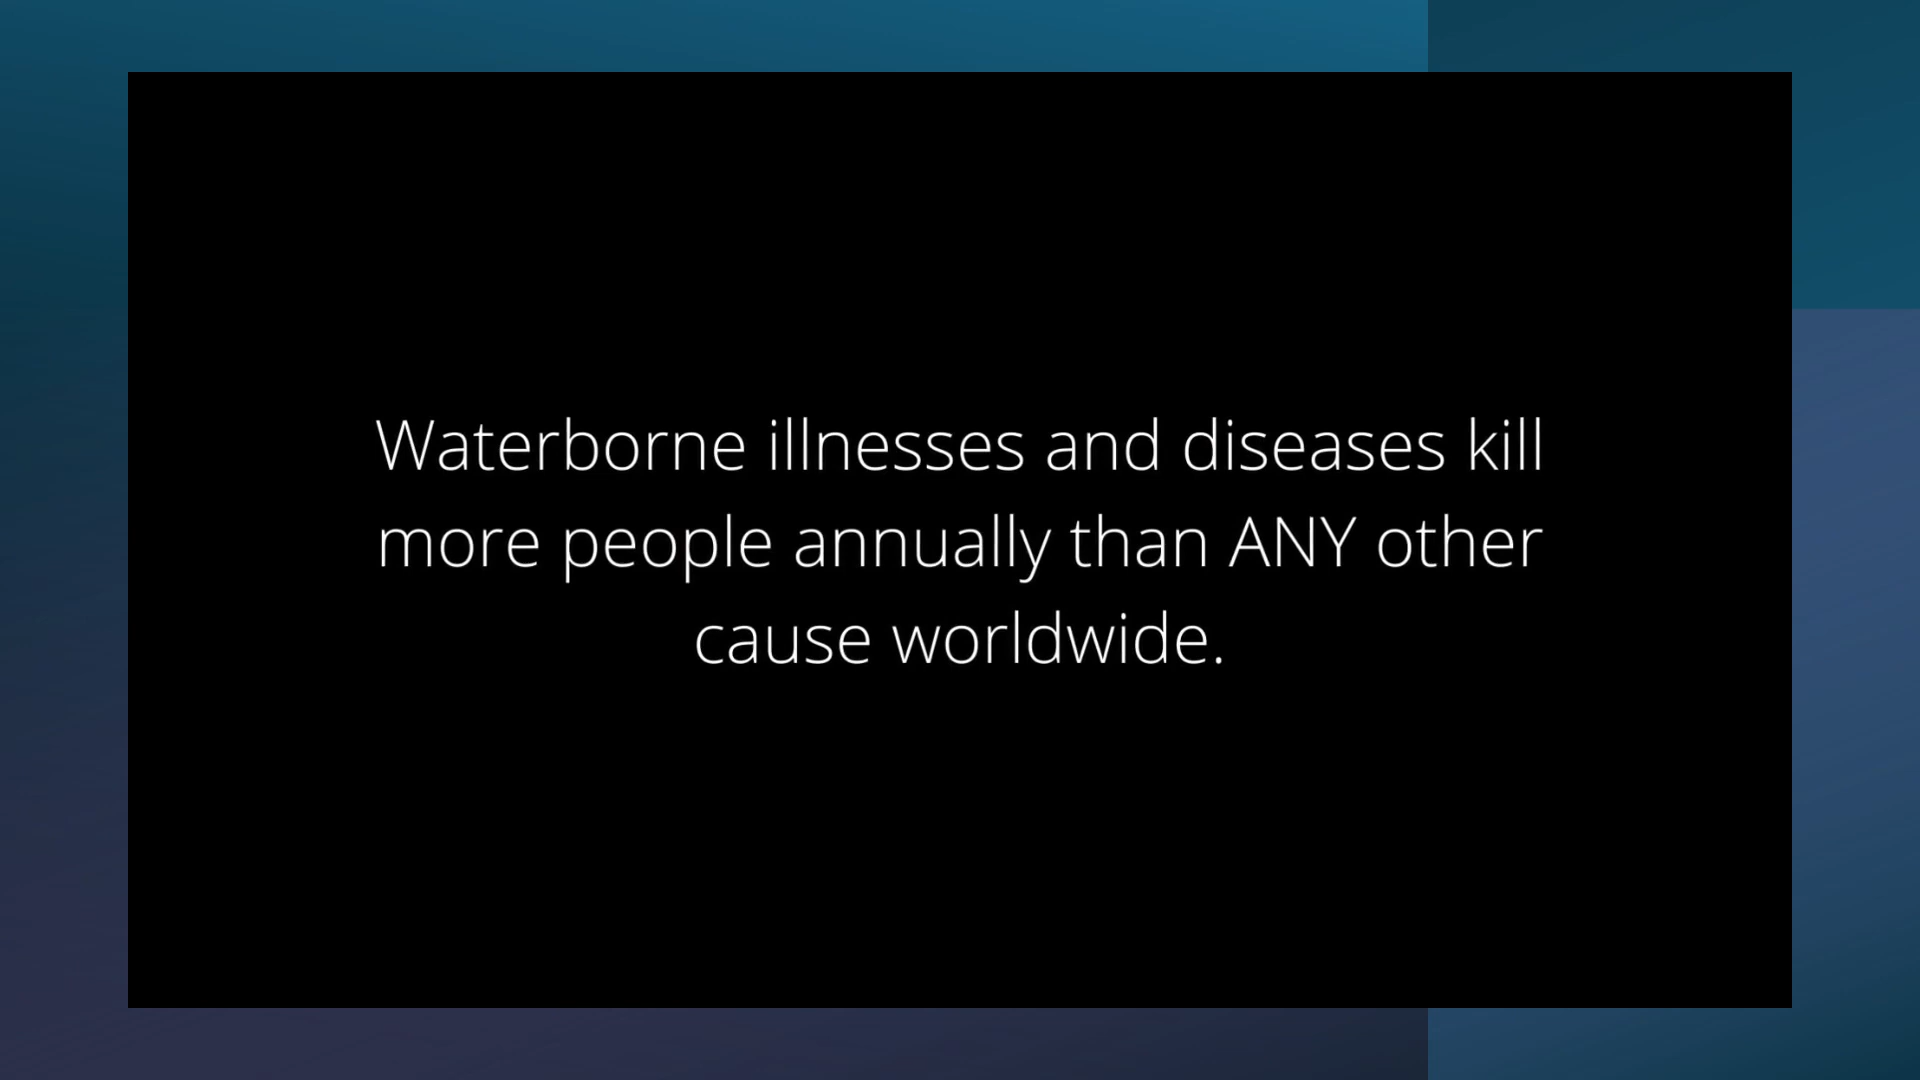 Waterborne illnesses and diseases kill
more people annually than ANY other
cause worldwide.